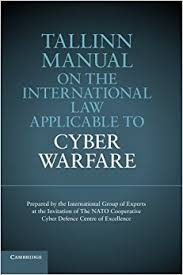 TALLINN
MANUAL
ON THE
INTERNATIONAL
LAW
APPLICABLE TO
CYBER
WARFARE
Prepared by the International Group of Experts
at the Invitation of The NATO Cooperative
Cyber Defence Centre of Excellence
CAMBRIDGE